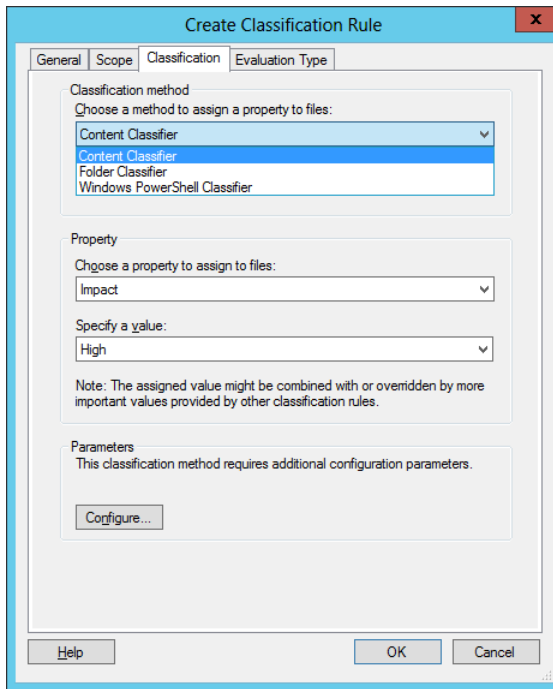 Create Classification Rule
x
General Scope Classification Evaluation Type
Classification method
Choose a method to assign a property to files:
Content Classifier
Content Classifier
Folder Classifier
Windows PowerShell Classifier
Property
Choose a property to assign to files:
Impact
Specify a value:
High
Note: The assigned value might be combined with or overridden by more
important values provided by other classification rules.
Parameters
This classification method requires additional configuration parameters.
Configure...
Help OK Cancel